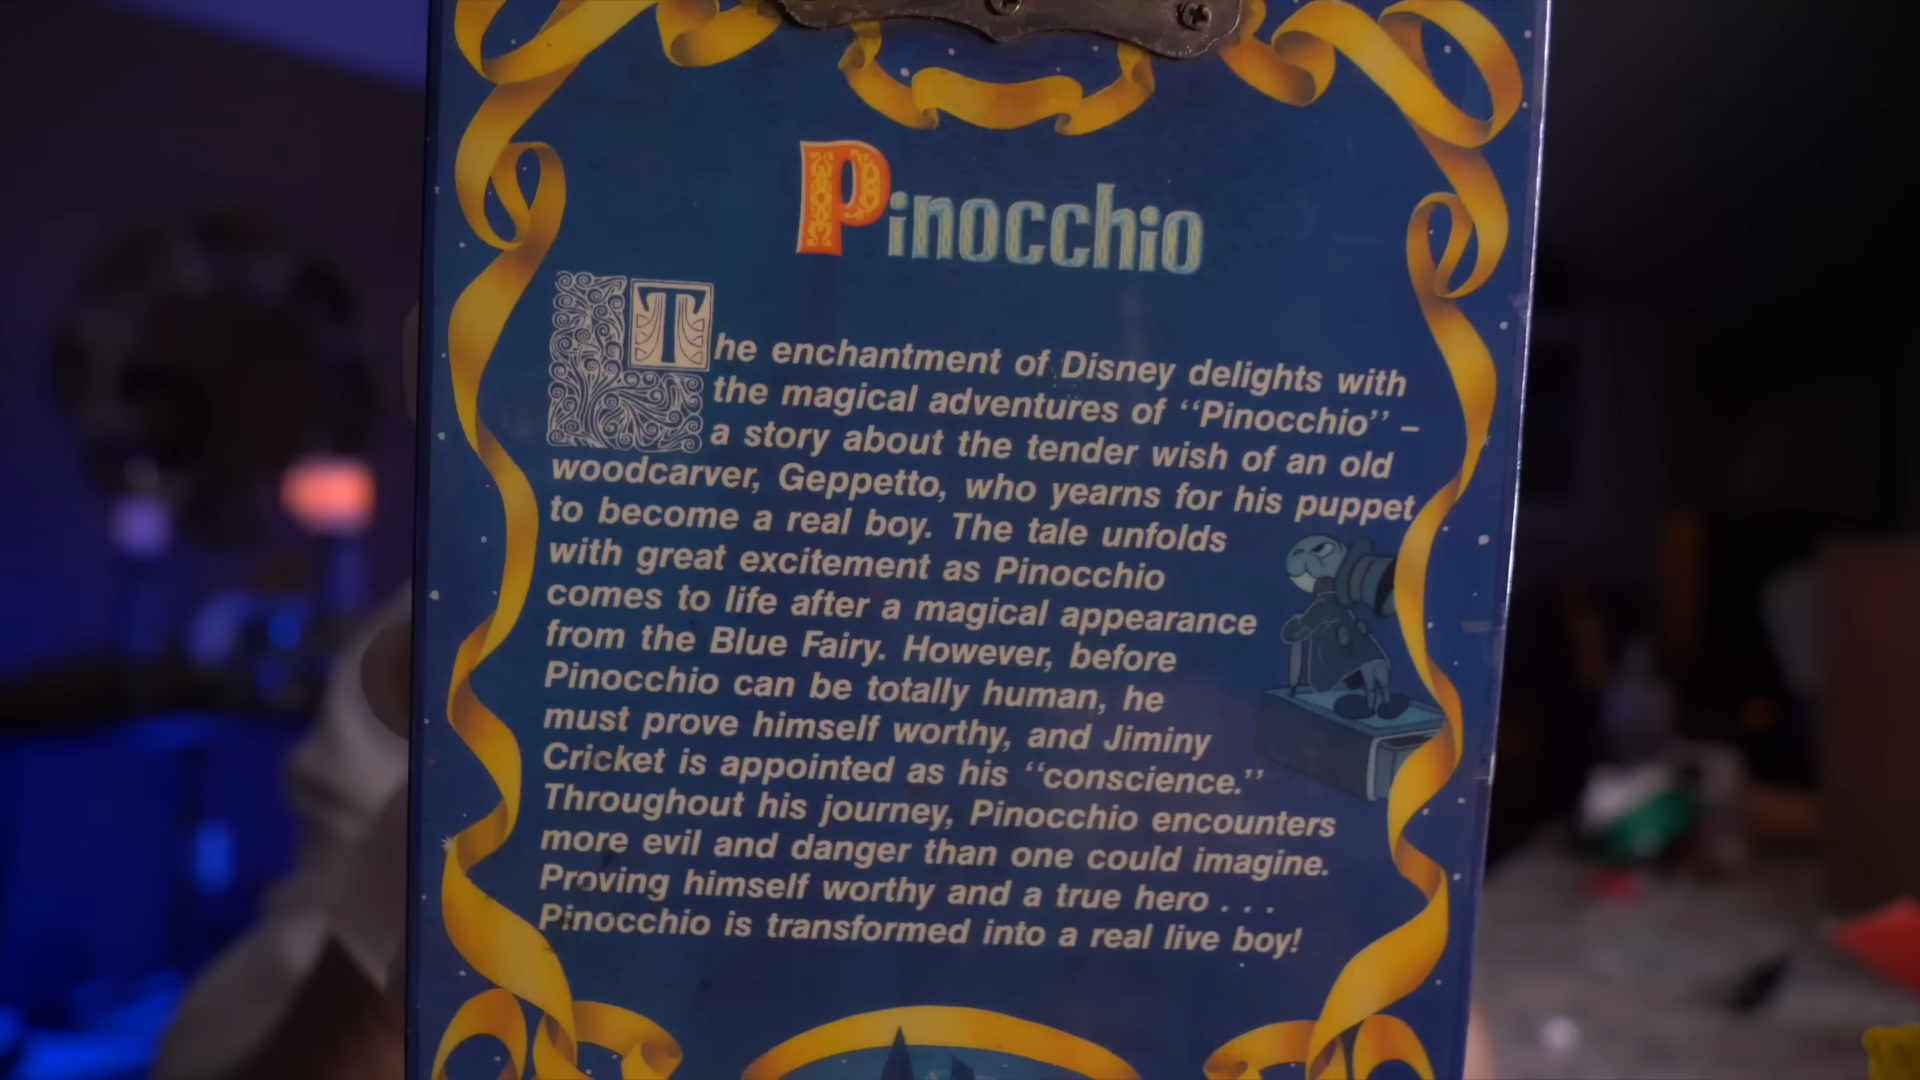 Pinocchio
The enchantment of Disney delights with
the magical adventures of ‘‘Pinocchio’’ –
a story about the tender wish of an old
woodcarver, Geppetto, who yearns for his puppet
to become a real boy. The tale unfolds
with great excitement as Pinocchio
comes to life after a magical appearance
from the Blue Fairy. However, before
Pinocchio can be totally human, he
must prove himself worthy, and Jiminy
Cricket is appointed as his ‘‘conscience.’’
Throughout his journey, Pinocchio encounters
more evil and danger than one could imagine.
Proving himself worthy and a true hero . . .
Pinocchio is transformed into a real live boy!